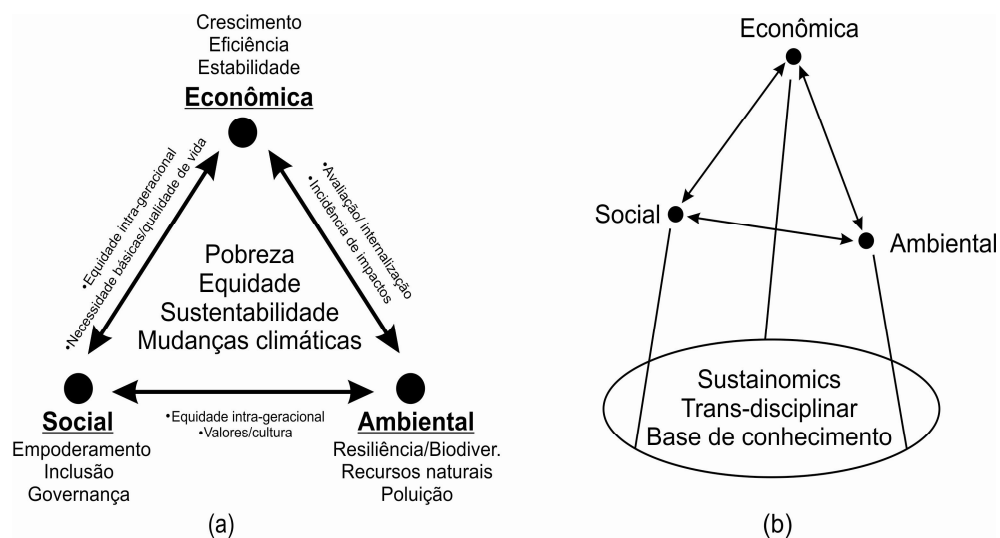 Crescimento
Eficiência
Estabilidade
Econômica
•Equidade intra-geracional
•Necessidade básicas/qualidade de vida
•Avaliação/ internalização
•Incidência de impactos
Pobreza
Equidade
Sustentabilidade
Mudanças climáticas
Social
Empoderamento
Inclusão
Governança
•Equidade intra-geracional
•Valores/cultura
Ambiental
Resiliência/Biodiver.
Recursos naturais
Poluição
(a)
Econômica
Social
Ambiental
Sustainomics
Trans-disciplinar
Base de conhecimento
(b)